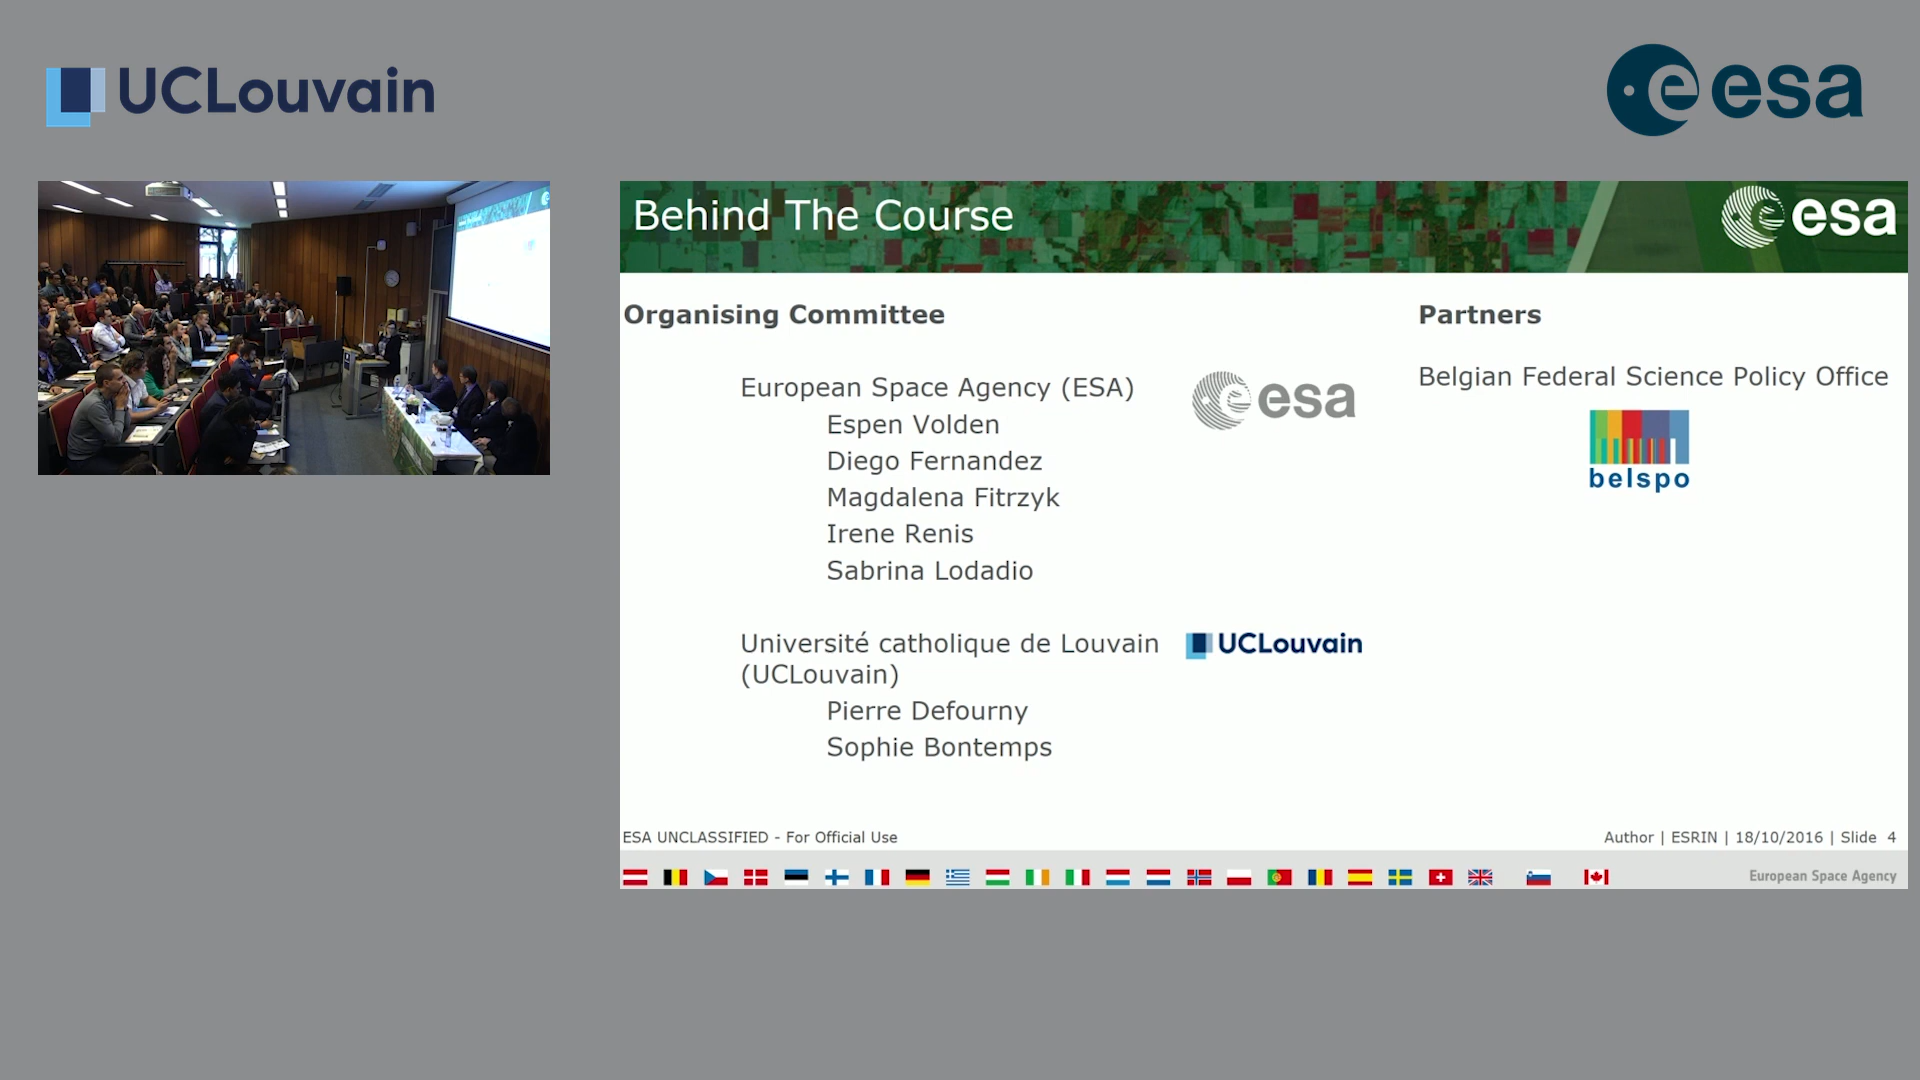 UCLouvain
esa
Behind The Course
esa
Organising Committee
Partners
European Space Agency (ESA)
esa
Espen Volden
Diego Fernandez
Magdalena Fitrzyk
Irene Renis
Sabrina Lodadio
Belgian Federal Science Policy Office
belspo
Université catholique de Louvain
(UCLouvain)
UCLouvain
Pierre Defourny
Sophie Bontemps
ESA UNCLASSIFIED - For Official Use
Author | ESRIN | 18/10/2016 | Slide 4
European Space Agency